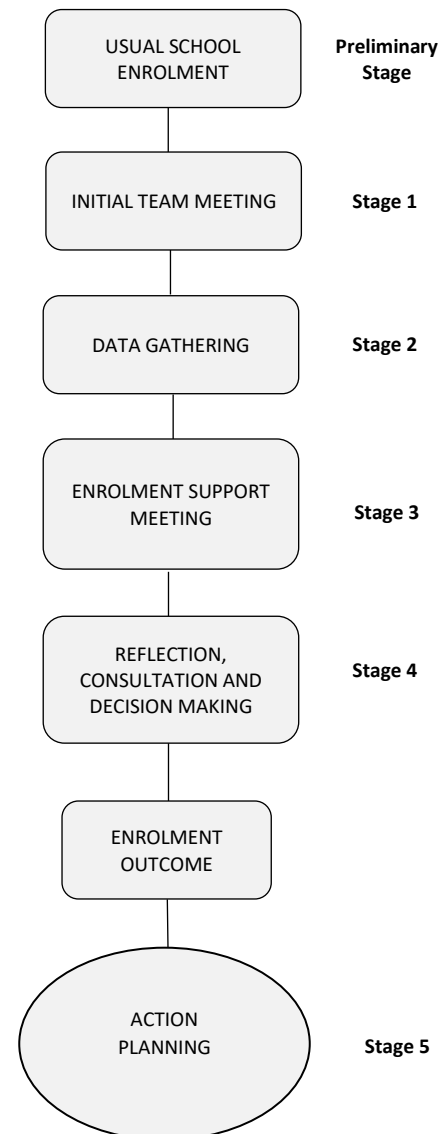 USUAL SCHOOL
ENROLMENT
Preliminary
Stage
INITIAL TEAM MEETING
Stage 1
DATA GATHERING
Stage 2
ENROLMENT SUPPORT
MEETING
Stage 3
REFLECTION,
CONSULTATION AND
DECISION MAKING
Stage 4
ENROLMENT
OUTCOME
ACTION
PLANNING
Stage 5